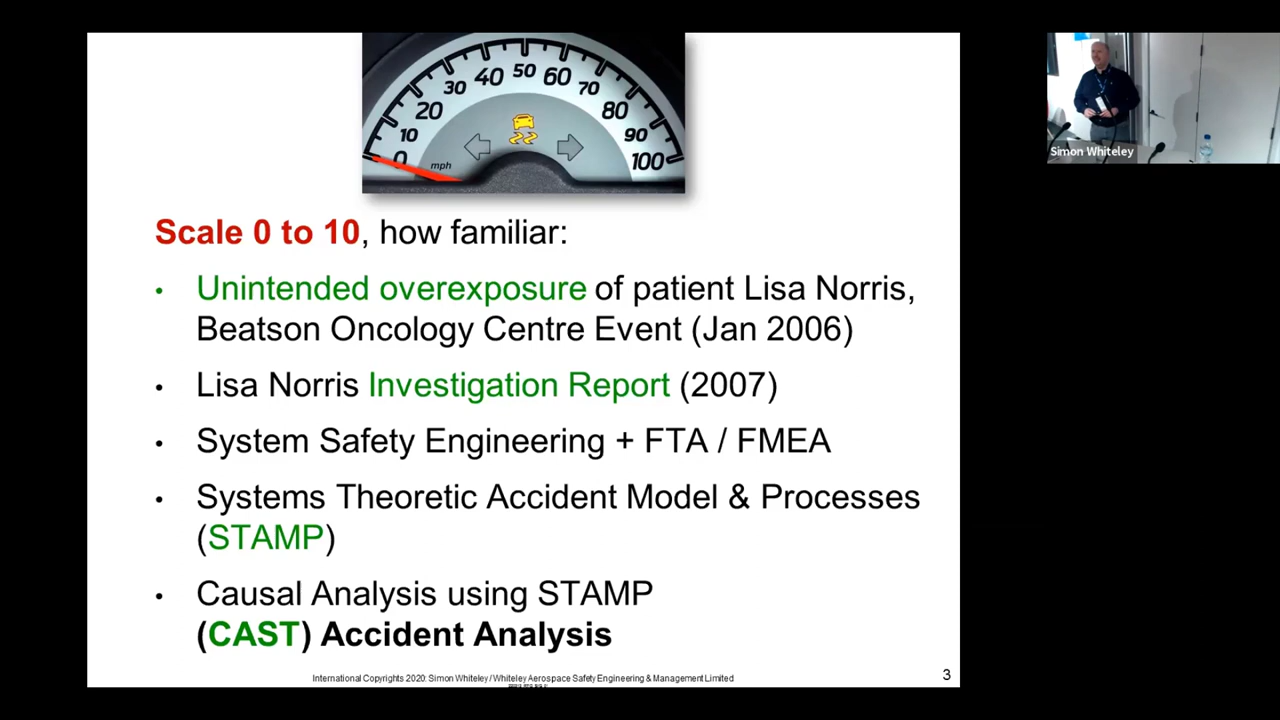 0
10
20
30
40
50
60
70
80
90
100
mph
Simon Whiteley
Scale 0 to 10, how familiar:
• Unintended overexposure of patient Lisa Norris,
Beatson Oncology Centre Event (Jan 2006)
• Lisa Norris Investigation Report (2007)
• System Safety Engineering + FTA / FMEA
• Systems Theoretic Accident Model & Processes
(STAMP)
• Causal Analysis using STAMP
(CAST) Accident Analysis
International Copyrights 2020: Simon Whiteley / Whiteley Aerospace Safety Engineering & Management Limited
3